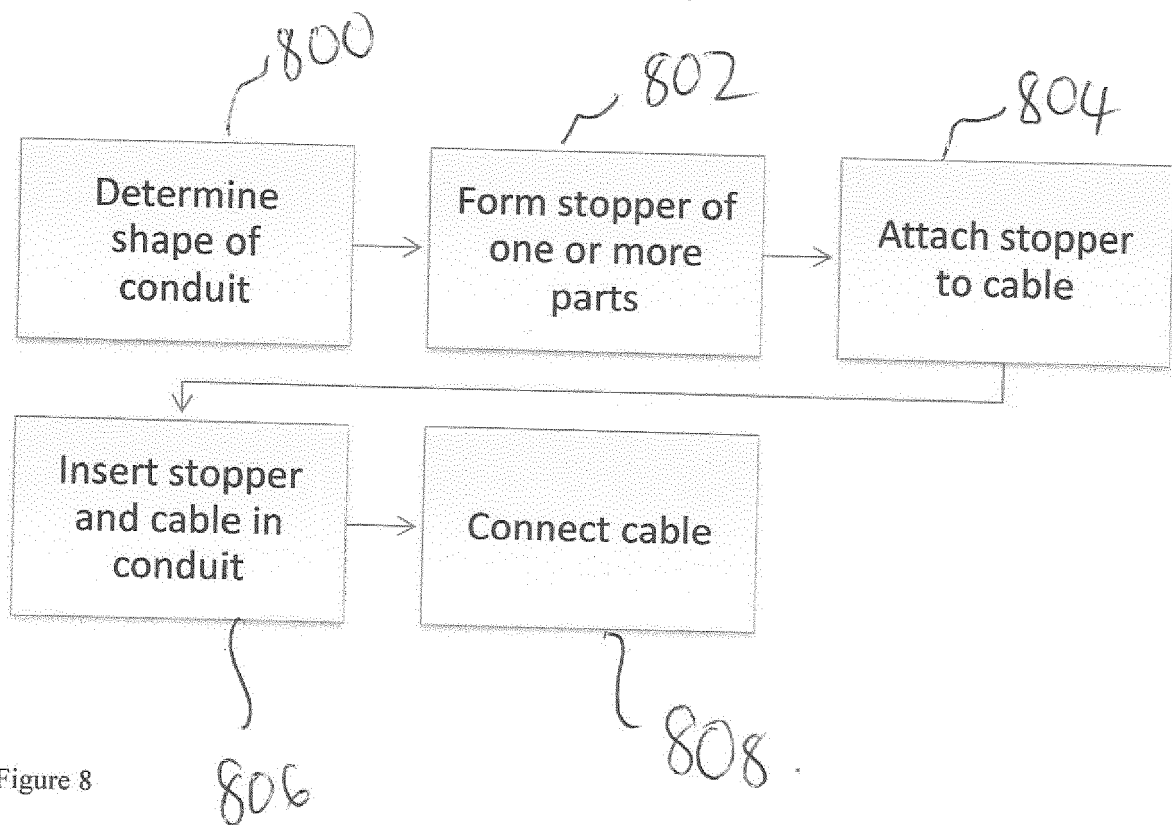 800
802
804
Determine
shape of
conduit
Form stopper of
one or more
parts
Attach stopper
to cable
Insert stopper
and cable in
conduit
Connect cable
806
808
Figure 8